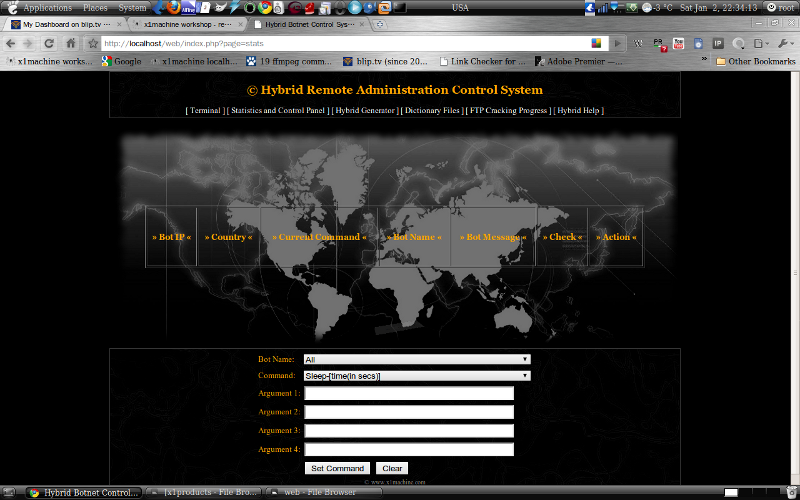 Applications Places System USA -3 °C Sat Jan 2, 22:34:13 root
My Dashboard on blip.tv x1machine workshop - re... Hybrid Botnet Control Sys...
http://localhost/web/index.php?page=stats
x1machine works... Google x1machine localh... 19 ffmpeg comm... blip.tv (since 20... Link Checker for ... Adobe Premier —... » Other Bookmarks
© Hybrid Remote Administration Control System
[ Terminal ] [ Statistics and Control Panel ] [ Hybrid Generator ] [ Dictionary Files ] [ FTP Cracking Progress ] [ Hybrid Help ]
» Bot IP « » Country « » Current Command « » Bot Name « » Bot Message « » Check « » Action «
Bot Name: All
Command: Sleep-[time(in secs)]
Argument 1:
Argument 2:
Argument 3:
Argument 4:
Set Command Clear
© www.x1machine.com
Hybrid Botnet Control... [x1products - File Bro... web - File Browser